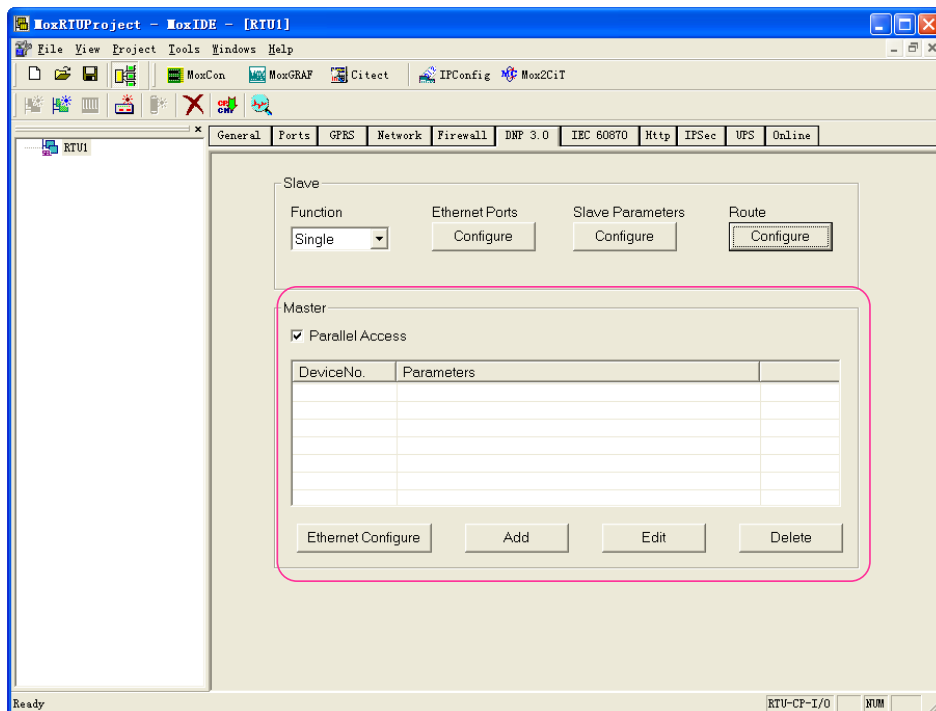 MoxRTUProject - MoxIDE - [RTU1]
File View Project Tools Windows Help
MoxCon MoxGRAF Citect IPConfig Mox2CiT
General Ports GPRS Network Firewall DNP 3.0 IEC 60870 Http IPSec UPS Online
RTU1
Slave
Function Ethernet Ports Slave Parameters Route
Single Configure Configure Configure
Master
Parallel Access
DeviceNo. Parameters
Ethernet Configure Add Edit Delete
Ready RTU-CP-I/O NUM